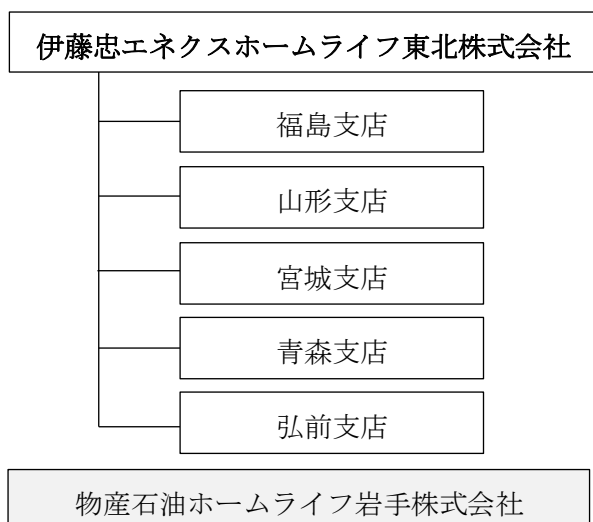 伊藤忠エネクスホームライフ東北株式会社
福島支店
山形支店
宮城支店
青森支店
弘前支店
物産石油ホームライフ岩手株式会社